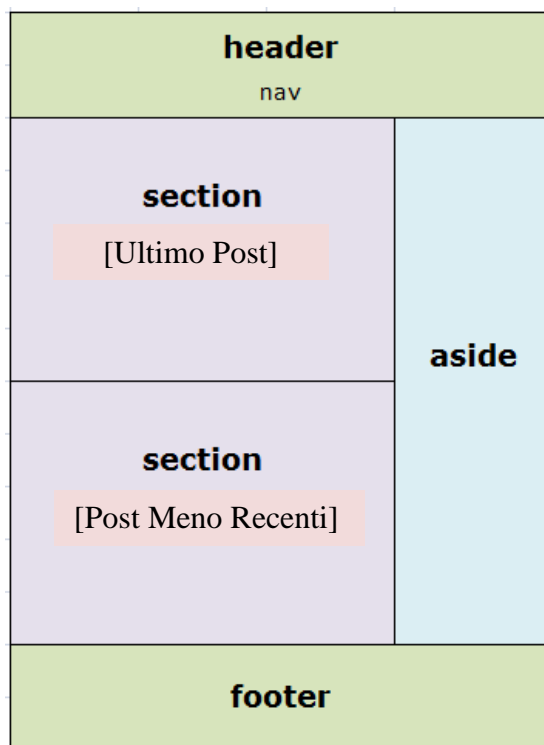 header
nav
section
[Ultimo Post]
aside
section
[Post Meno Recenti]
footer